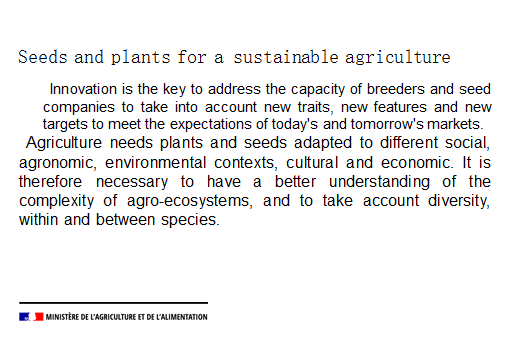 Seeds and plants for a sustainable agriculture
Innovation is the key to address the capacity of breeders and seed
companies to take into account new traits, new features and new
targets to meet the expectations of today's and tomorrow's markets.
Agriculture needs plants and seeds adapted to different social,
agronomic, environmental contexts, cultural and economic. It is
therefore necessary to have a better understanding of the
complexity of agro-ecosystems, and to take account diversity,
within and between species.
MINISTÈRE DE L'AGRICULTURE ET DE L'ALIMENTATION